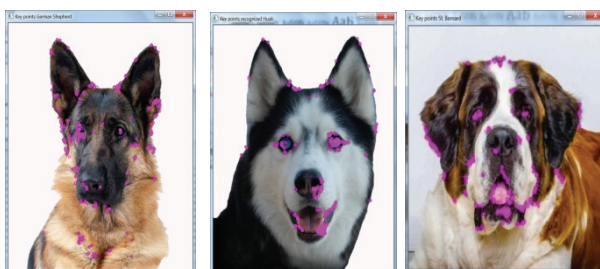 Key points German Shepherd
Key points recognized Husk
Key points St. Bernard